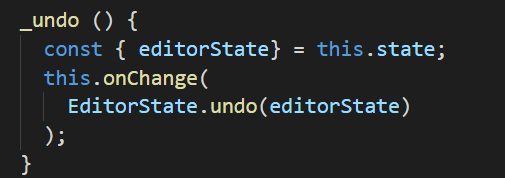 _undo () {
const { editorState} = this.state;
this.onChange(
EditorState.undo(editorState)
);
}